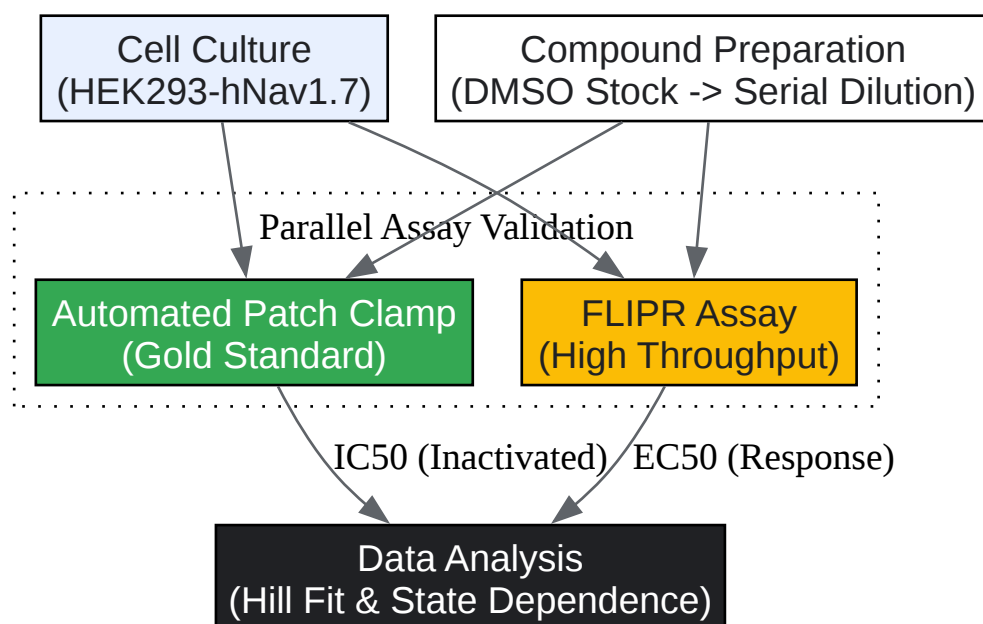 Cell Culture
(HEK293-hNav1.7)
Compound Preparation
(DMSO Stock -> Serial Dilution)
Parallel Assay Validation
Automated Patch Clamp
(Gold Standard)
FLIPR Assay
(High Throughput)
IC50 (Inactivated)
EC50 (Response)
Data Analysis
(Hill Fit & State Dependence)